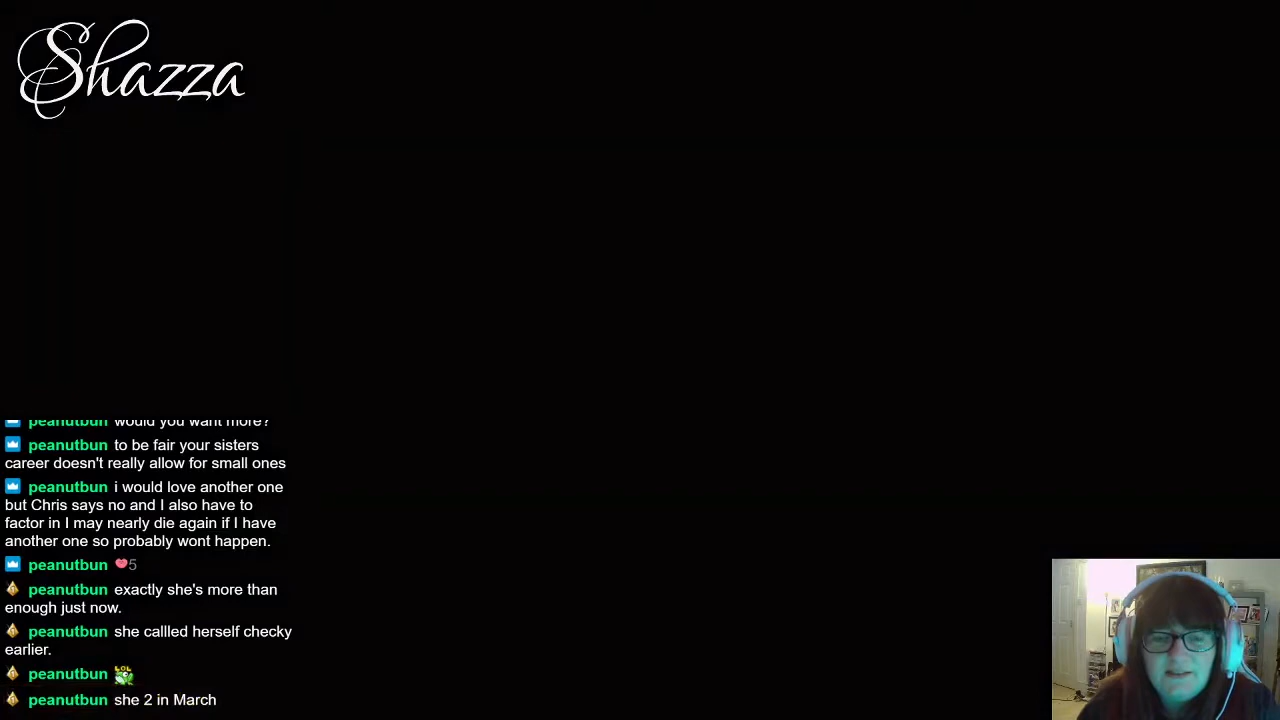 Shazza
peanutbun would you want more?
peanutbun to be fair your sisters
career doesn't really allow for small ones
peanutbun i would love another one
but Chris says no and I also have to
factor in I may nearly die again if I have
another one so probably wont happen.
peanutbun 5
peanutbun exactly she's more than
enough just now.
peanutbun she callled herself checky
earlier.
peanutbun LOL
peanutbun she 2 in March